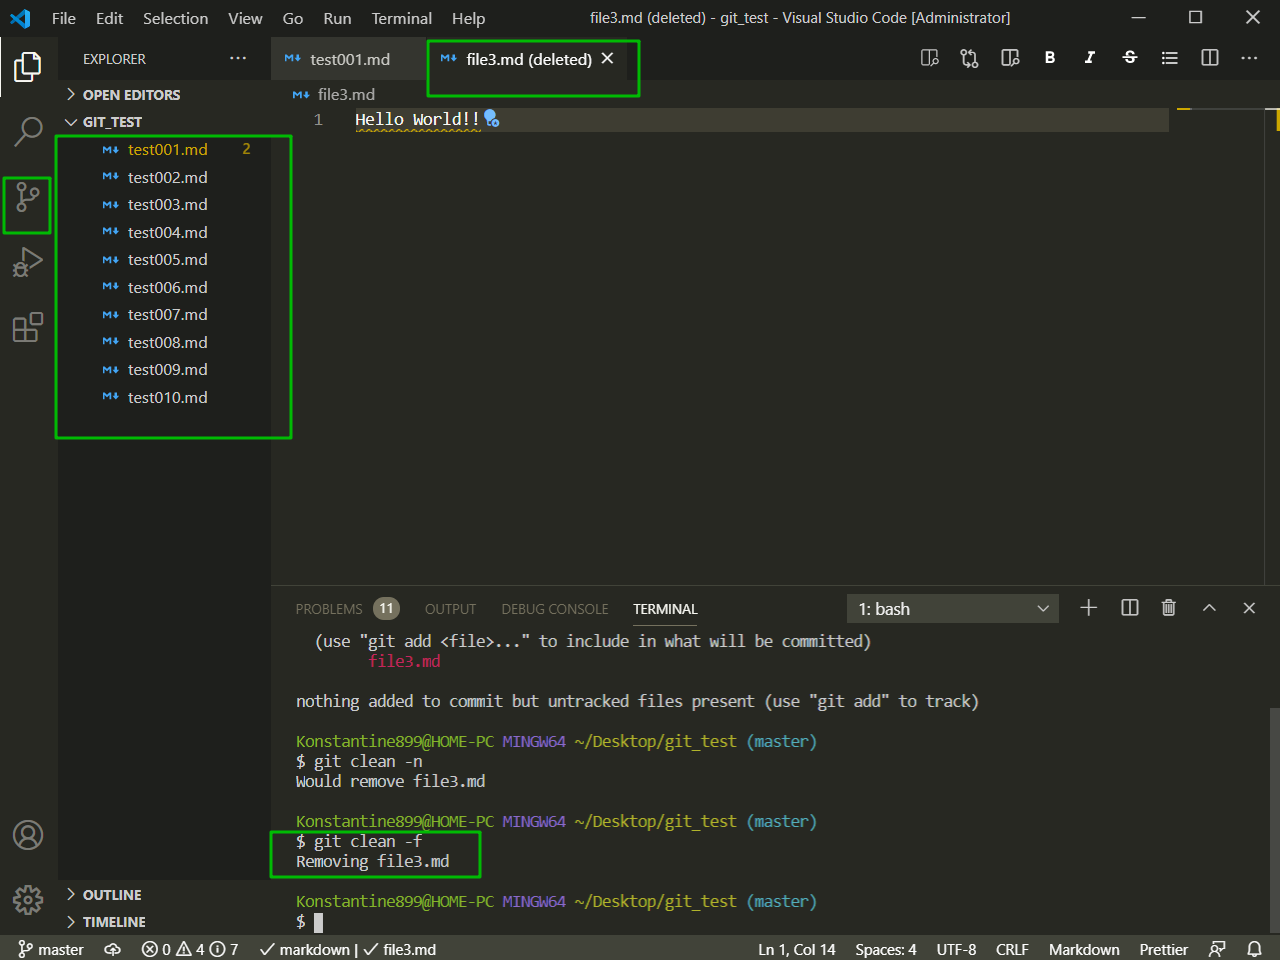 File Edit Selection View Go Run Terminal Help file3.md (deleted) - git_test - Visual Studio Code [Administrator]
EXPLORER ··· test001.md file3.md (deleted)
OPEN EDITORS
GIT_TEST
test001.md 2
test002.md
test003.md
test004.md
test005.md
test006.md
test007.md
test008.md
test009.md
test010.md
OUTLINE
TIMELINE
file3.md
1 Hello World!!
PROBLEMS 11 OUTPUT DEBUG CONSOLE TERMINAL 1: bash
(use "git add <file>..." to include in what will be committed)
file3.md
nothing added to commit but untracked files present (use "git add" to track)
Konstantine899@HOME-PC MINGW64 ~/Desktop/git_test (master)
$ git clean -n
Would remove file3.md
Konstantine899@HOME-PC MINGW64 ~/Desktop/git_test (master)
$ git clean -f
Removing file3.md
Konstantine899@HOME-PC MINGW64 ~/Desktop/git_test (master)
$
master 0 4 7 markdown | file3.md Ln 1, Col 14 Spaces: 4 UTF-8 CRLF Markdown Prettier